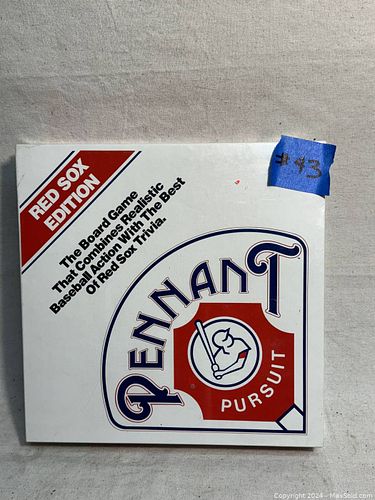 RED SOX
EDITION
The Board Game
That Combines Realistic
Baseball Action With The Best
Of Red Sox Trivia.
#43
PENNANT
PURSUIT
Copyright 2024 - MaxSold.com